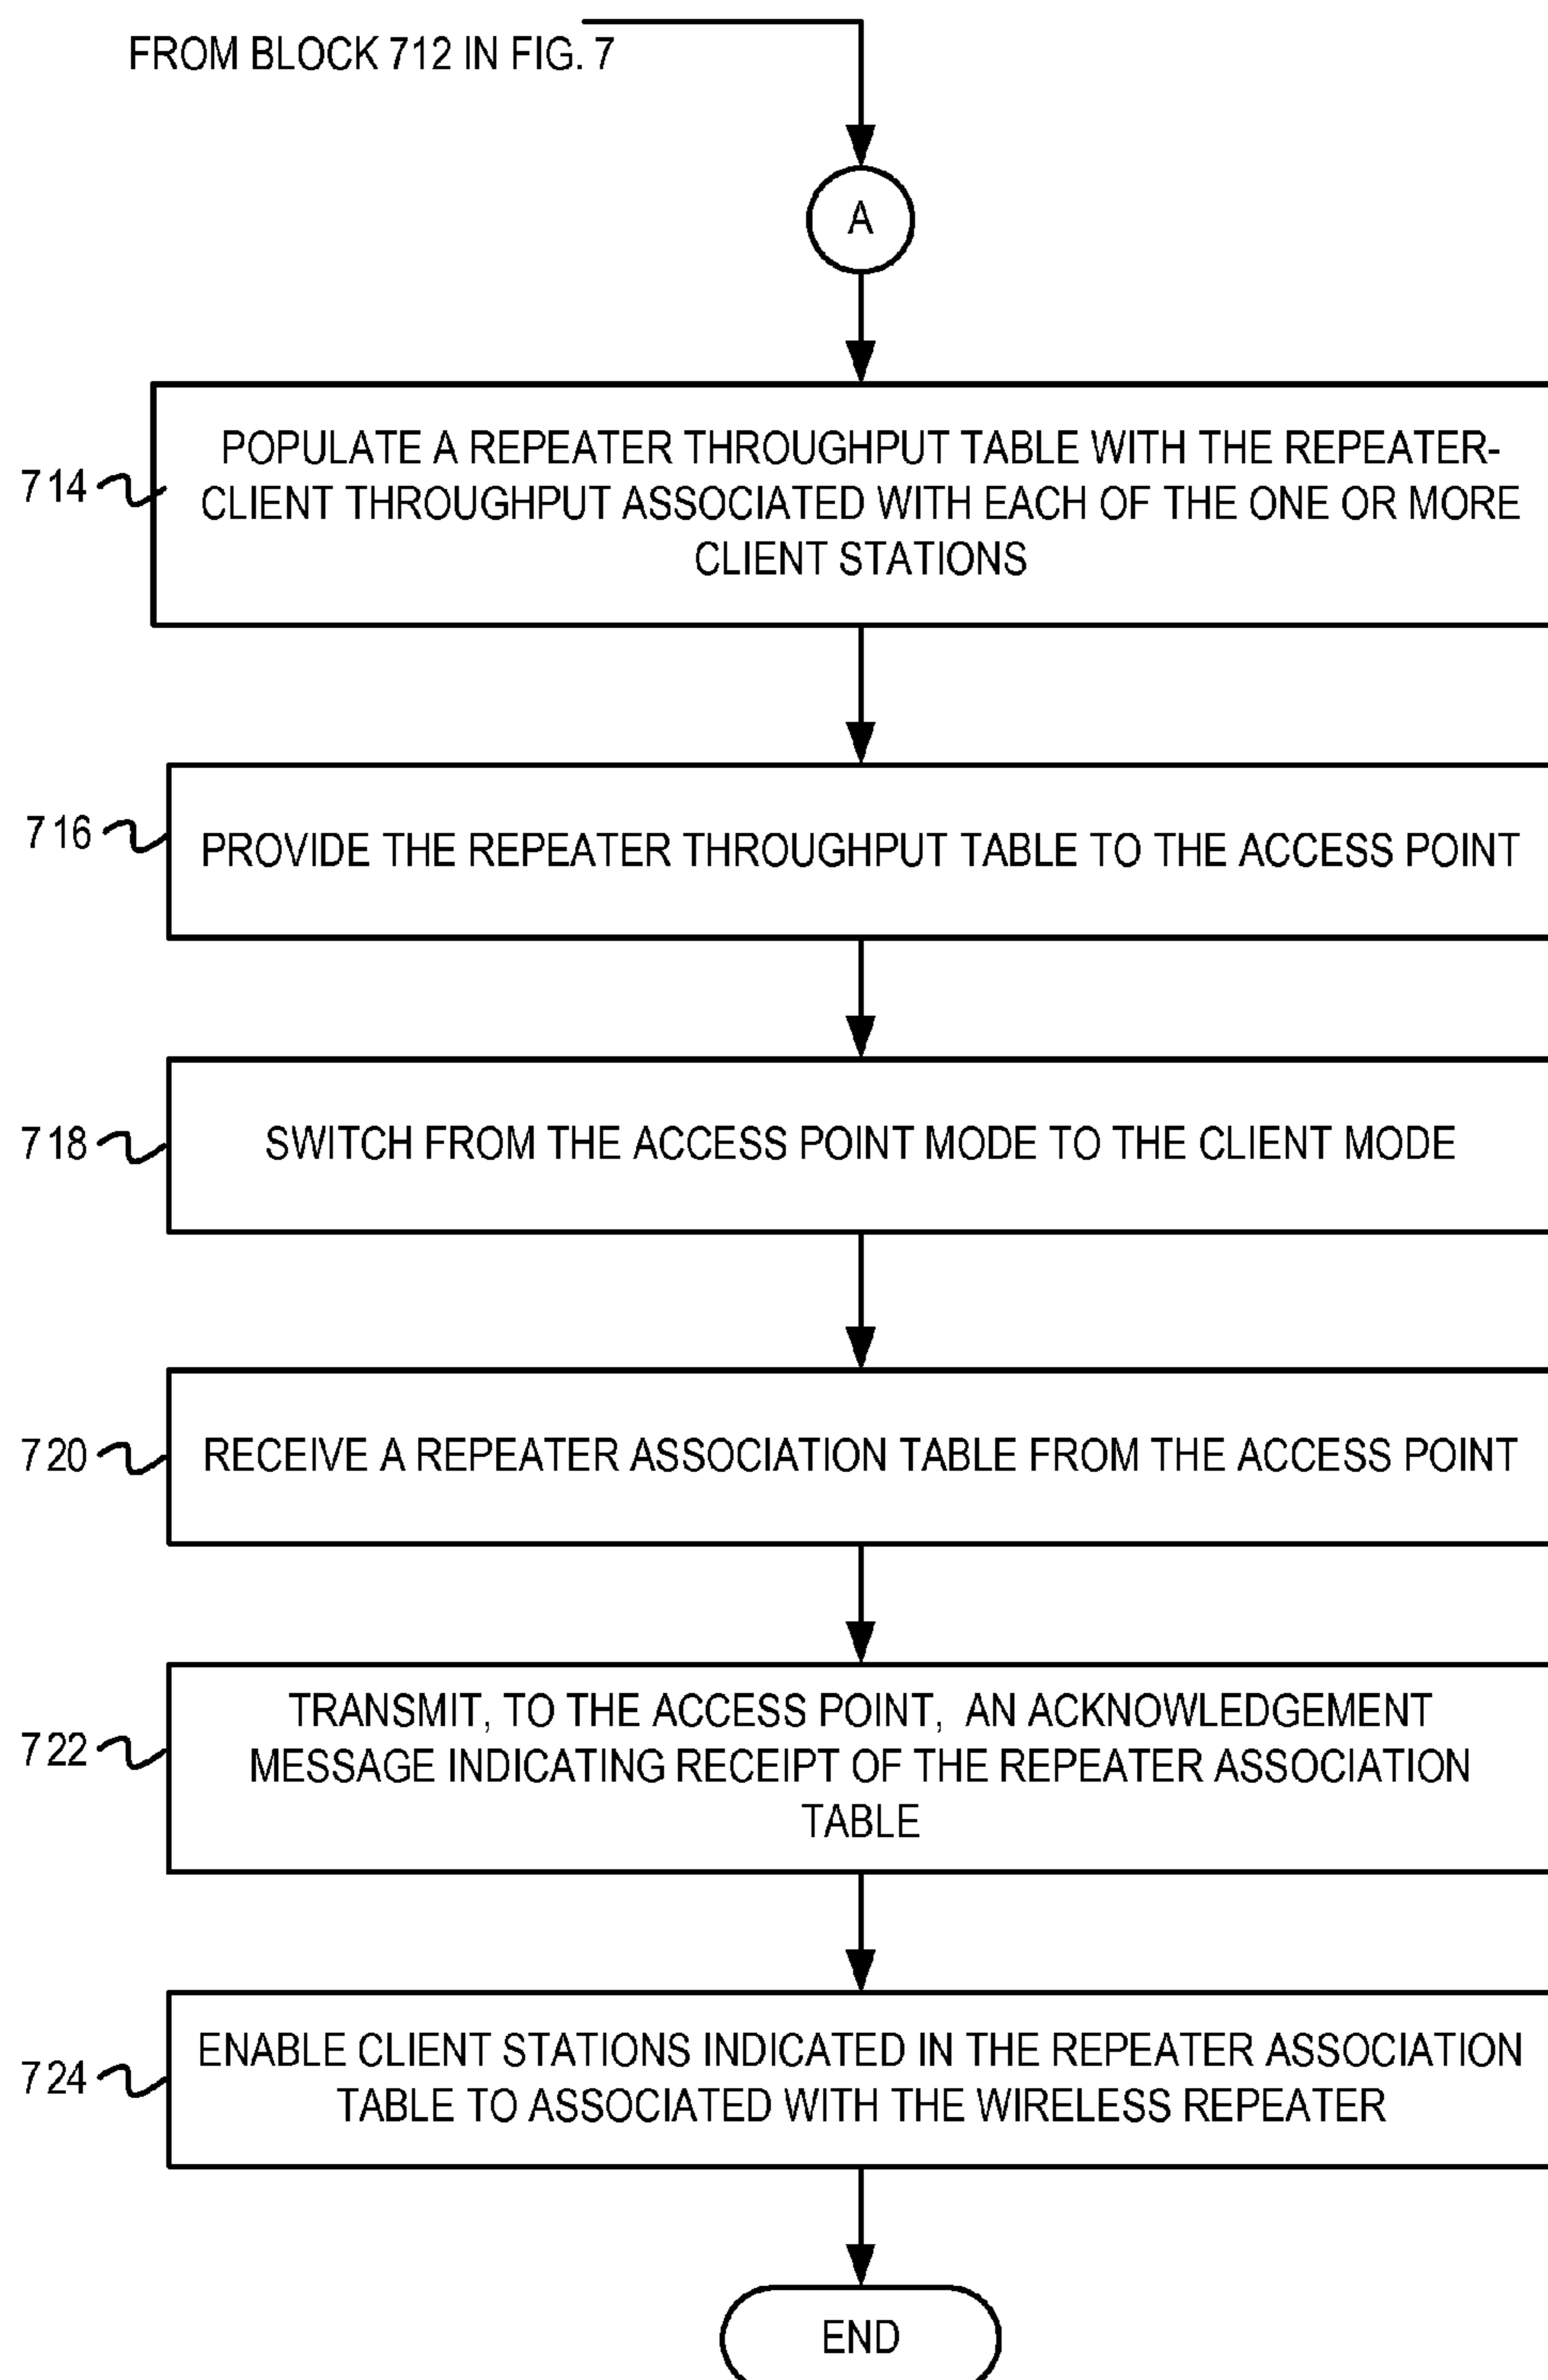 FROM BLOCK 712 IN FIG. 7
A
714
POPULATE A REPEATER THROUGHPUT TABLE WITH THE REPEATER-
CLIENT THROUGHPUT ASSOCIATED WITH EACH OF THE ONE OR MORE
CLIENT STATIONS
716
PROVIDE THE REPEATER THROUGHPUT TABLE TO THE ACCESS POINT
718
SWITCH FROM THE ACCESS POINT MODE TO THE CLIENT MODE
720
RECEIVE A REPEATER ASSOCIATION TABLE FROM THE ACCESS POINT
722
TRANSMIT, TO THE ACCESS POINT, AN ACKNOWLEDGEMENT
MESSAGE INDICATING RECEIPT OF THE REPEATER ASSOCIATION
TABLE
724
ENABLE CLIENT STATIONS INDICATED IN THE REPEATER ASSOCIATION
TABLE TO ASSOCIATED WITH THE WIRELESS REPEATER
END